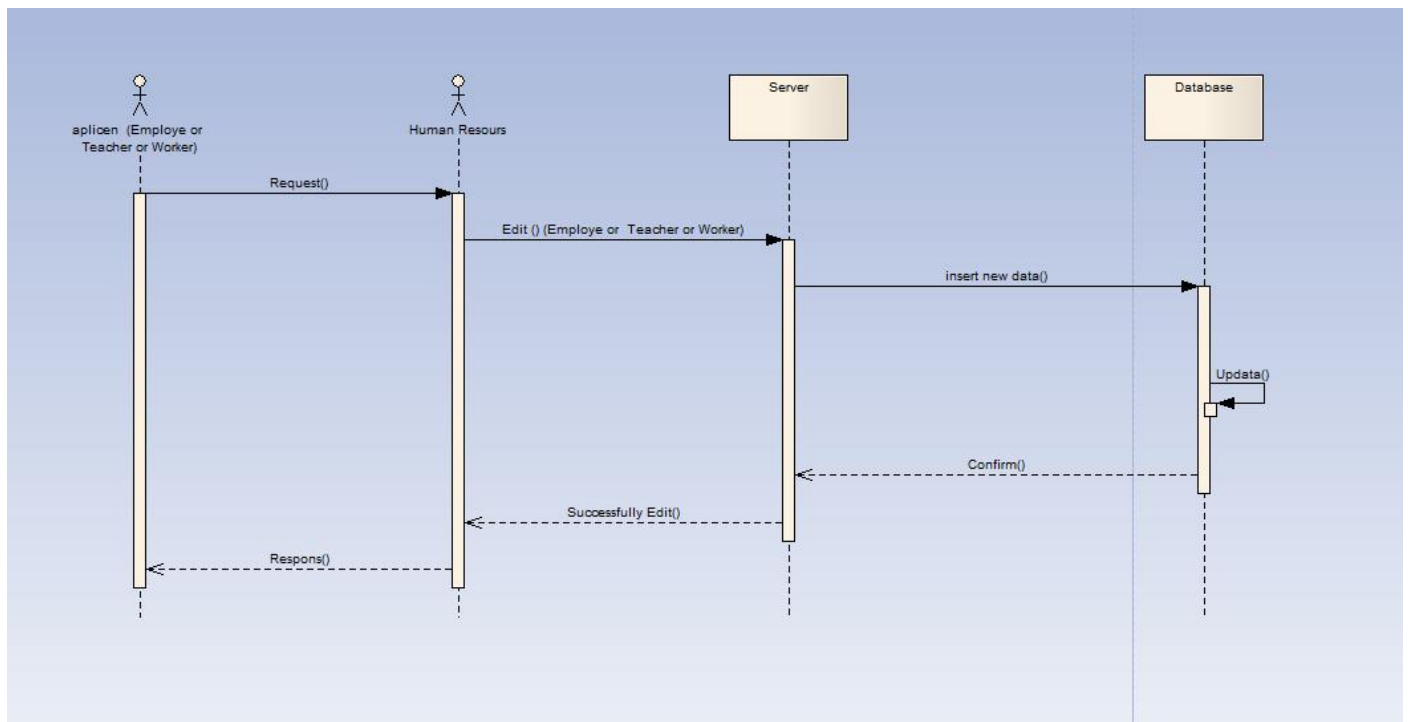 Server
Database
aplicen (Employe or
Teacher or Worker)
Human Resours
Request()
Edit () (Employe or Teacher or Worker)
insert new data()
Updata()
Confirm()
Successfully Edit()
Respons()